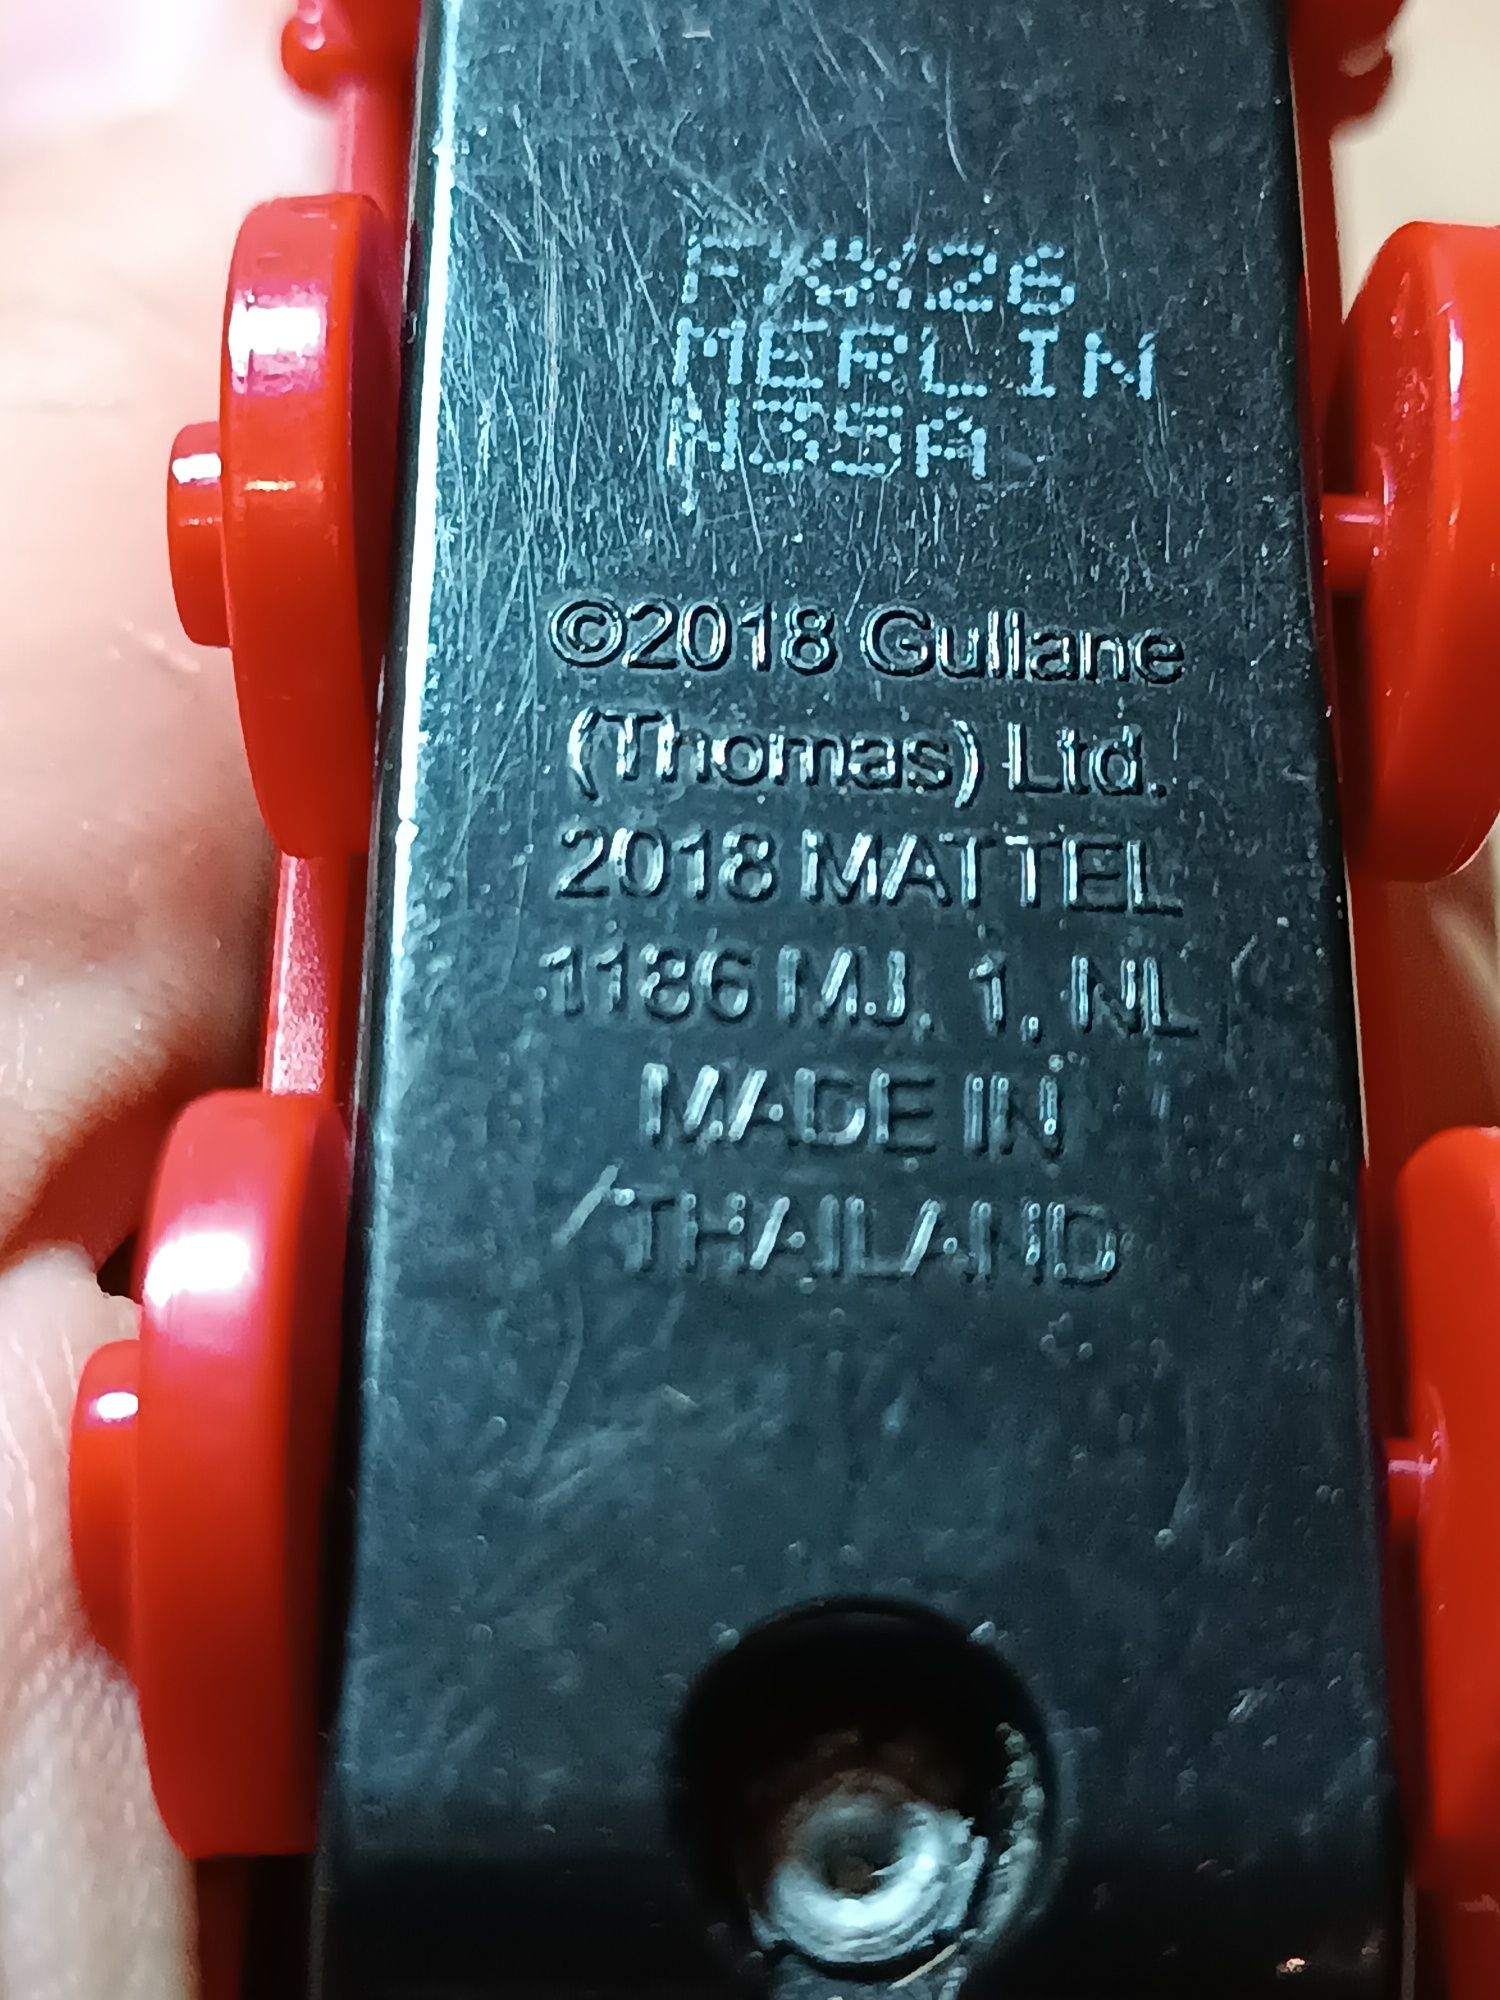 FXX26
MERLIN
N35A
©2018 Gullane
(Thomas) Ltd.
2018 MATTEL
1186 MJ, 1, NL
MADE IN
THAILAND